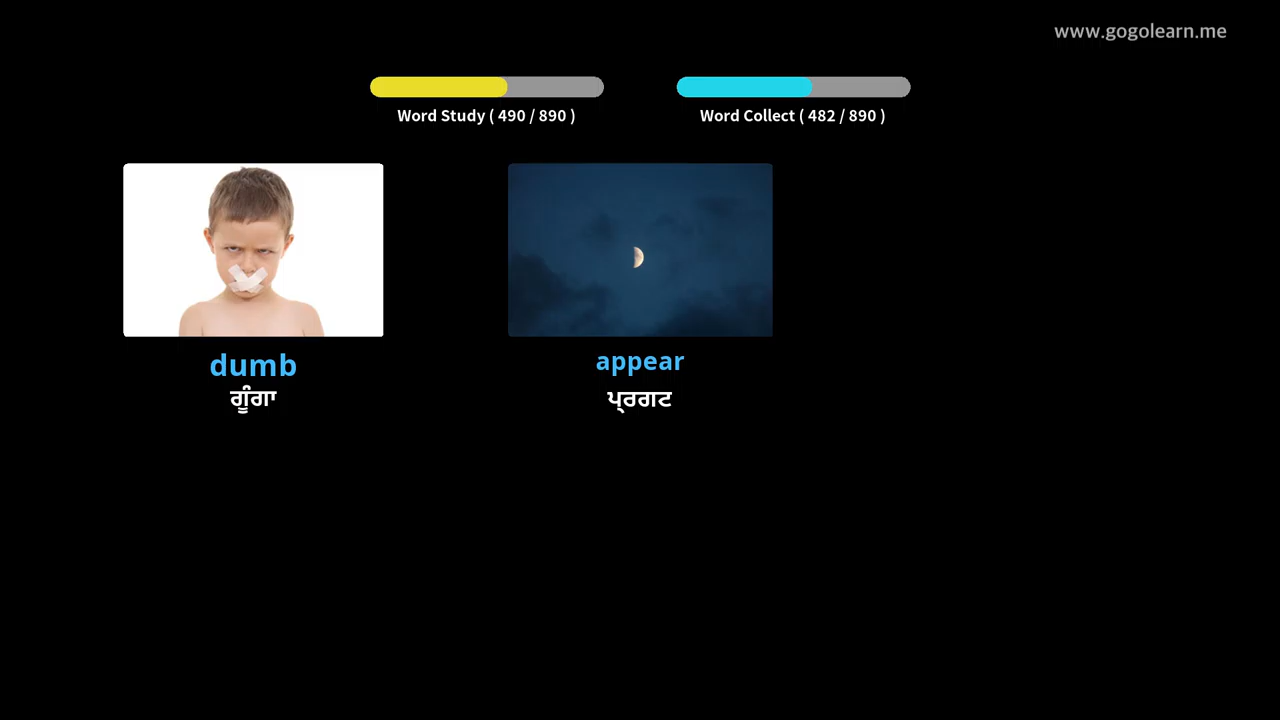 www.gogolearn.me
Word Study ( 490 / 890 )
Word Collect ( 482 / 890 )
dumb
ਗੂੰਗਾ
appear
ਪ੍ਰਗਟ